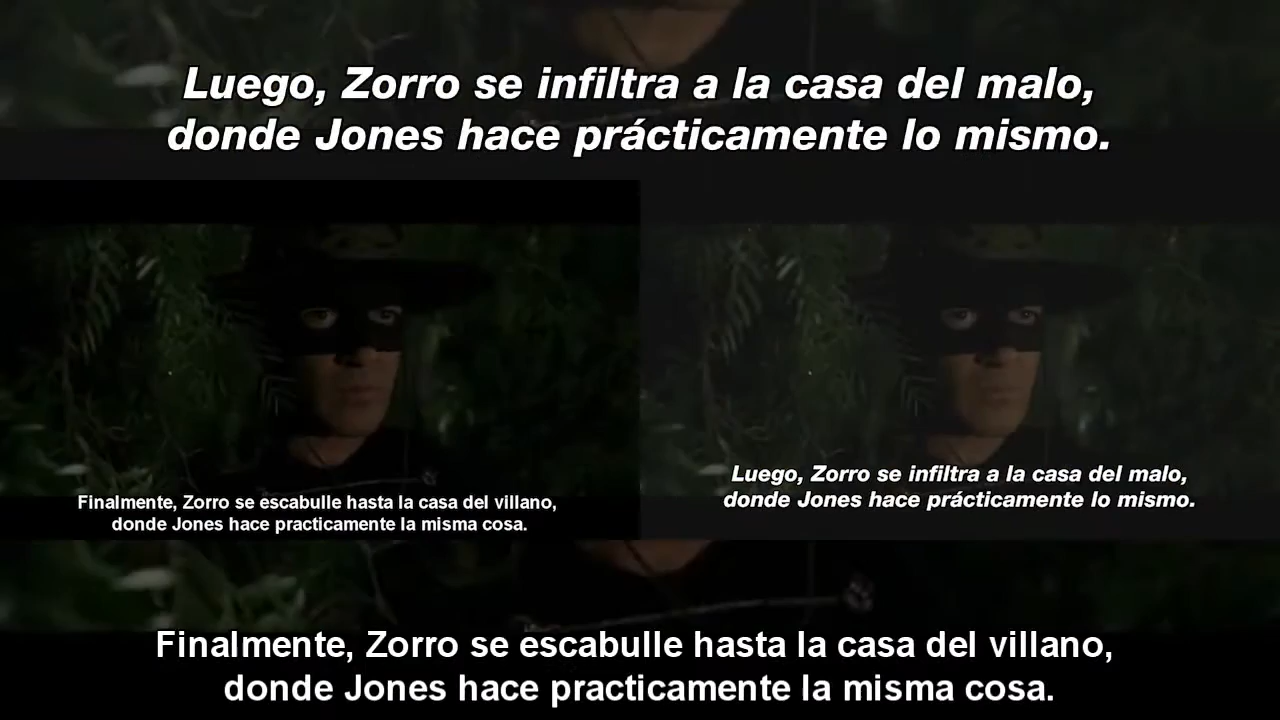 Luego, Zorro se infiltra a la casa del malo,
donde Jones hace prácticamente lo mismo.
Finalmente, Zorro se escabulle hasta la casa del villano,
donde Jones hace practicamente la misma cosa.
Luego, Zorro se infiltra a la casa del malo,
donde Jones hace prácticamente lo mismo.
Finalmente, Zorro se escabulle hasta la casa del villano,
donde Jones hace practicamente la misma cosa.